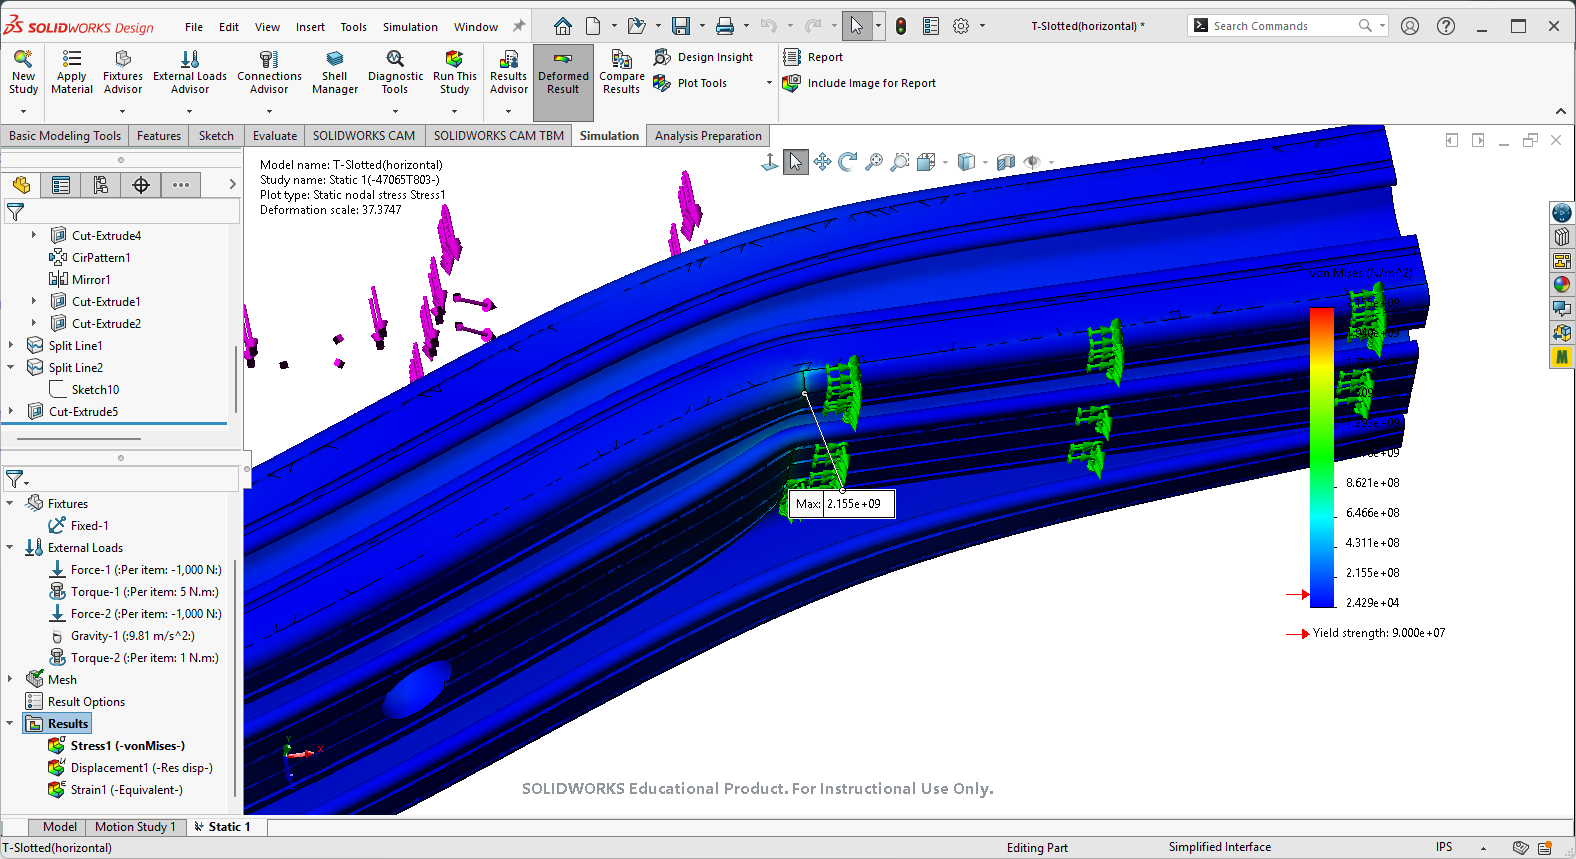 SOLIDWORKS Design
File Edit View Insert Tools Simulation Window
T-Slotted(horizontal) *
Search Commands
New Study
Apply Material
Fixtures Advisor
External Loads Advisor
Connections Advisor
Shell Manager
Diagnostic Tools
Run This Study
Results Advisor
Deformed Result
Compare Results
Design Insight
Plot Tools
Report
Include Image for Report
Basic Modeling Tools Features Sketch Evaluate SOLIDWORKS CAM SOLIDWORKS CAM TBM Simulation Analysis Preparation
Model name: T-Slotted(horizontal)
Study name: Static 1(-47065T803-)
Plot type: Static nodal stress Stress1
Deformation scale: 37.3747
Cut-Extrude4
CirPattern1
Mirror1
Cut-Extrude1
Cut-Extrude2
Split Line1
Split Line2
Sketch10
Cut-Extrude5
Fixtures
Fixed-1
External Loads
Force-1 (:Per item: -1,000 N:)
Torque-1 (:Per item: 5 N.m:)
Force-2 (:Per item: -1,000 N:)
Gravity-1 (:9.81 m/s^2:)
Torque-2 (:Per item: 1 N.m:)
Mesh
Result Options
Results
Stress1 (-vonMises-)
Displacement1 (-Res disp-)
Strain1 (-Equivalent-)
von Mises (N/m^2)
8.621e+08
6.466e+08
4.311e+08
2.155e+08
2.429e+04
Yield strength: 9.000e+07
Max: 2.155e+09
Y
X
SOLIDWORKS Educational Product. For Instructional Use Only.
Model Motion Study 1 Static 1
T-Slotted(horizontal)
Editing Part
Simplified Interface
IPS